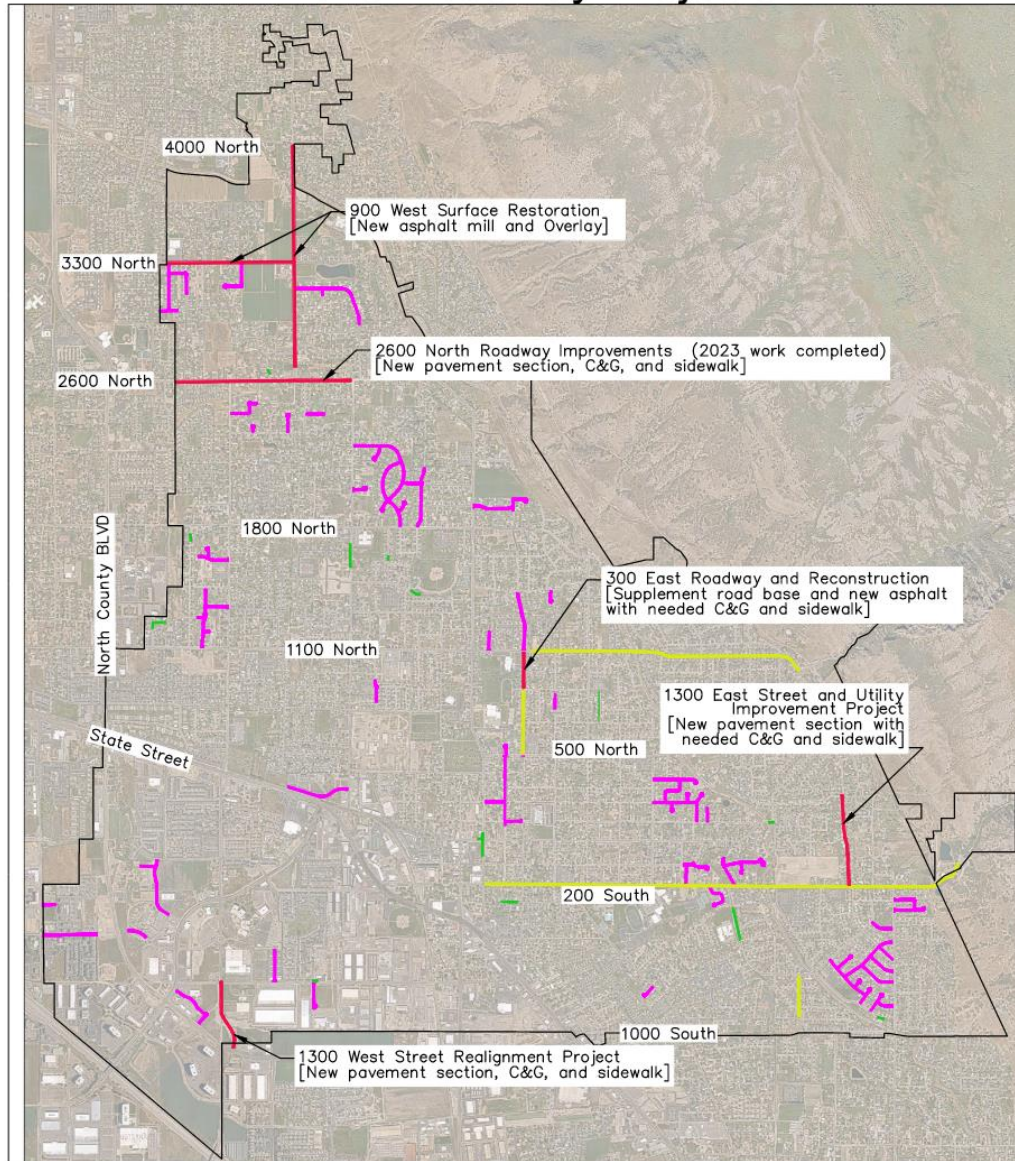 4000 North
900 West Surface Restoration
[New asphalt mill and Overlay]
3300 North
2600 North Roadway Improvements (2023 work completed)
[New pavement section, C&G, and sidewalk]
2600 North
1800 North
North County BLVD
300 East Roadway and Reconstruction
[Supplement road base and new asphalt
with needed C&G and sidewalk]
1100 North
1300 East Street and Utility
Improvement Project
[New pavement section with
needed C&G and sidewalk]
State Street
500 North
200 South
1000 South
1300 West Street Realignment Project
[New pavement section, C&G, and sidewalk]